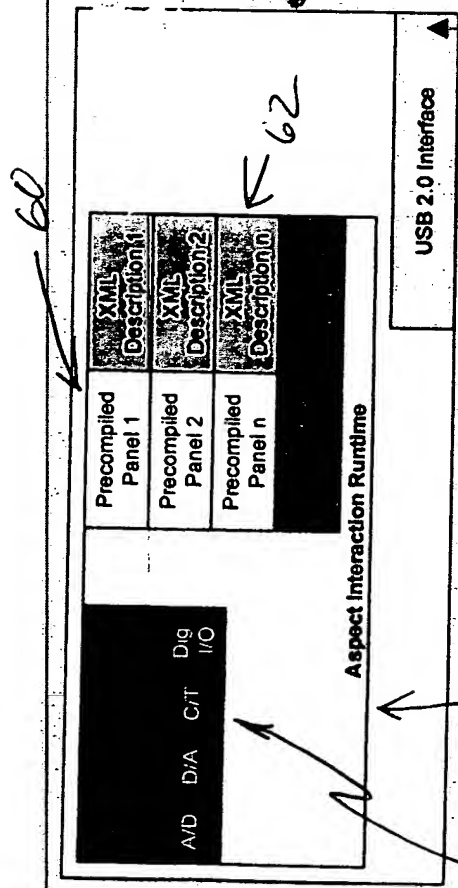 60
Precompiled
Panel 1
XML
Description 1
Precompiled
Panel 2
XML
Description 2
62
Precompiled
Panel n
XML
Description n
A/D D/A C/T Dig
I/O
Aspect Interaction Runtime
USB 2.0 Interface